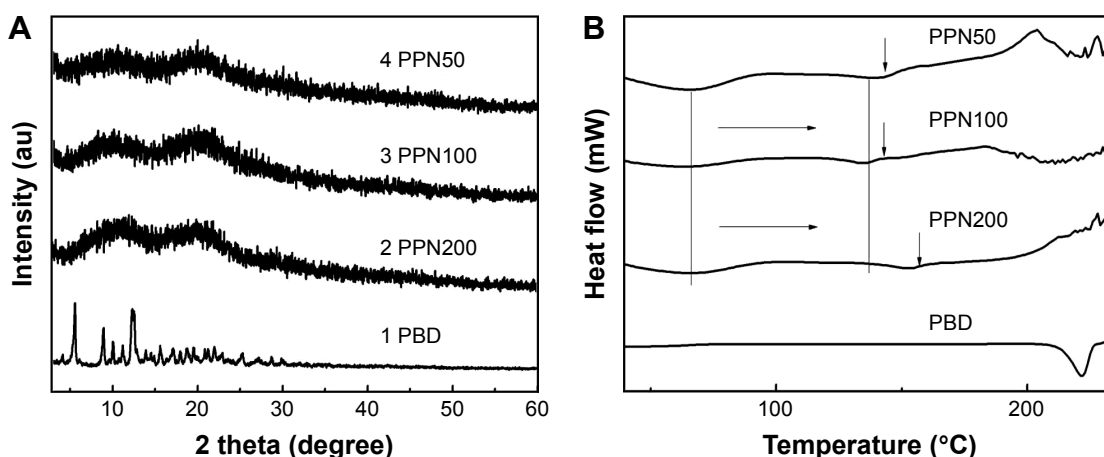 A
Intensity (au)
4 PPN50
3 PPN100
2 PPN200
1 PBD
10 20 30 40 50 60
2 theta (degree)
B
Heat flow (mW)
PPN50
PPN100
PPN200
PBD
100 200
Temperature (°C)